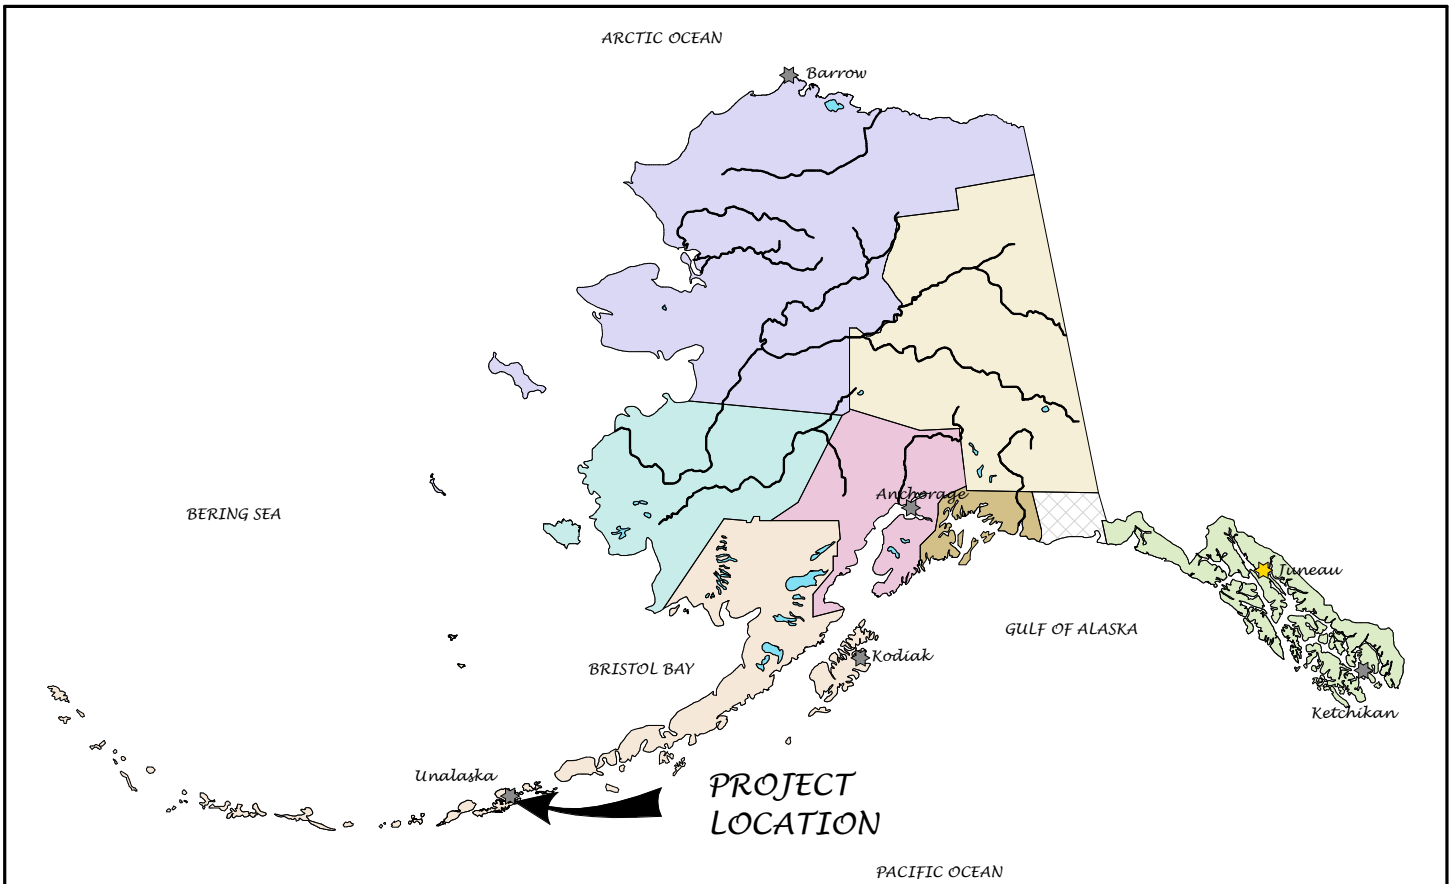 ARCTIC OCEAN
Barrow
Anchorage
BERING SEA
Juneau
GULF OF ALASKA
Kodiak
BRISTOL BAY
Ketchikan
Unalaska
PROJECT
LOCATION
PACIFIC OCEAN